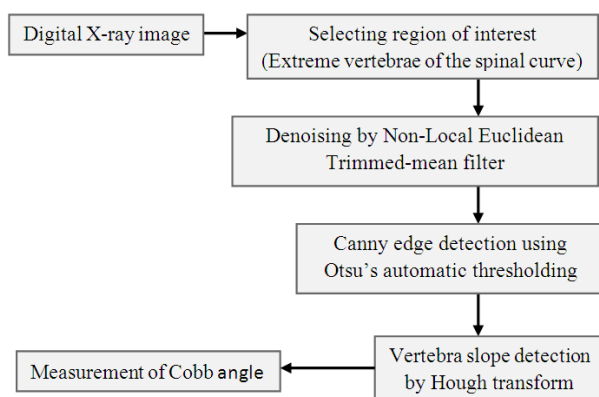 Digital X-ray image
Selecting region of interest
(Extreme vertebrae of the spinal curve)
Denoising by Non-Local Euclidean
Trimmed-mean filter
Canny edge detection using
Otsu’s automatic thresholding
Vertebra slope detection
by Hough transform
Measurement of Cobb angle